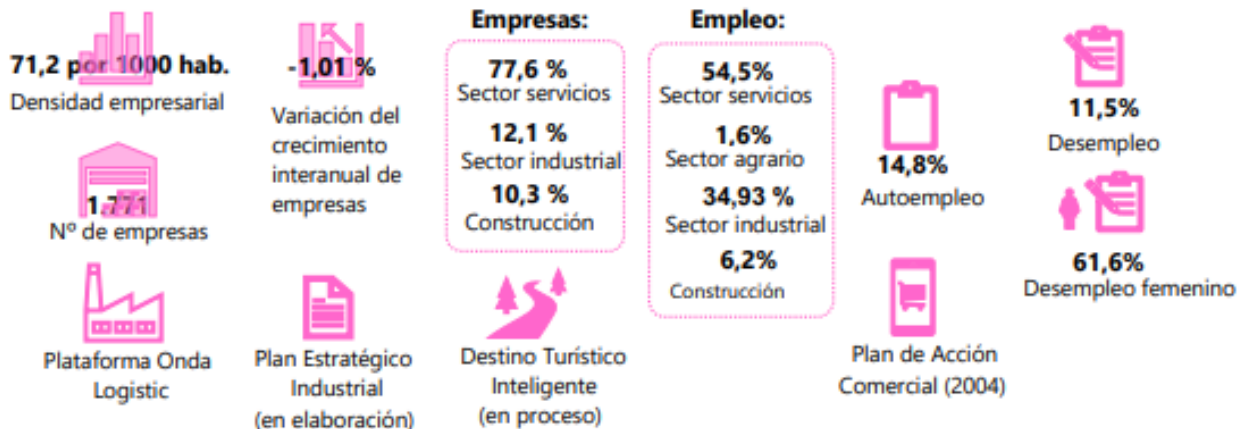 71,2 por 1000 hab.
Densidad empresarial
-1,01 %
Variación del
crecimiento
interanual de
empresas
1.771
Nº de empresas
Empresas:
77,6 %
Sector servicios
12,1 %
Sector industrial
10,3 %
Construcción
Empleo:
54,5%
Sector servicios
1,6%
Sector agrario
34,93 %
Sector industrial
6,2%
Construcción
14,8%
Autoempleo
11,5%
Desempleo
61,6%
Desempleo femenino
Plataforma Onda
Logistic
Plan Estratégico
Industrial
(en elaboración)
Destino Turístico
Inteligente
(en proceso)
Plan de Acción
Comercial (2004)